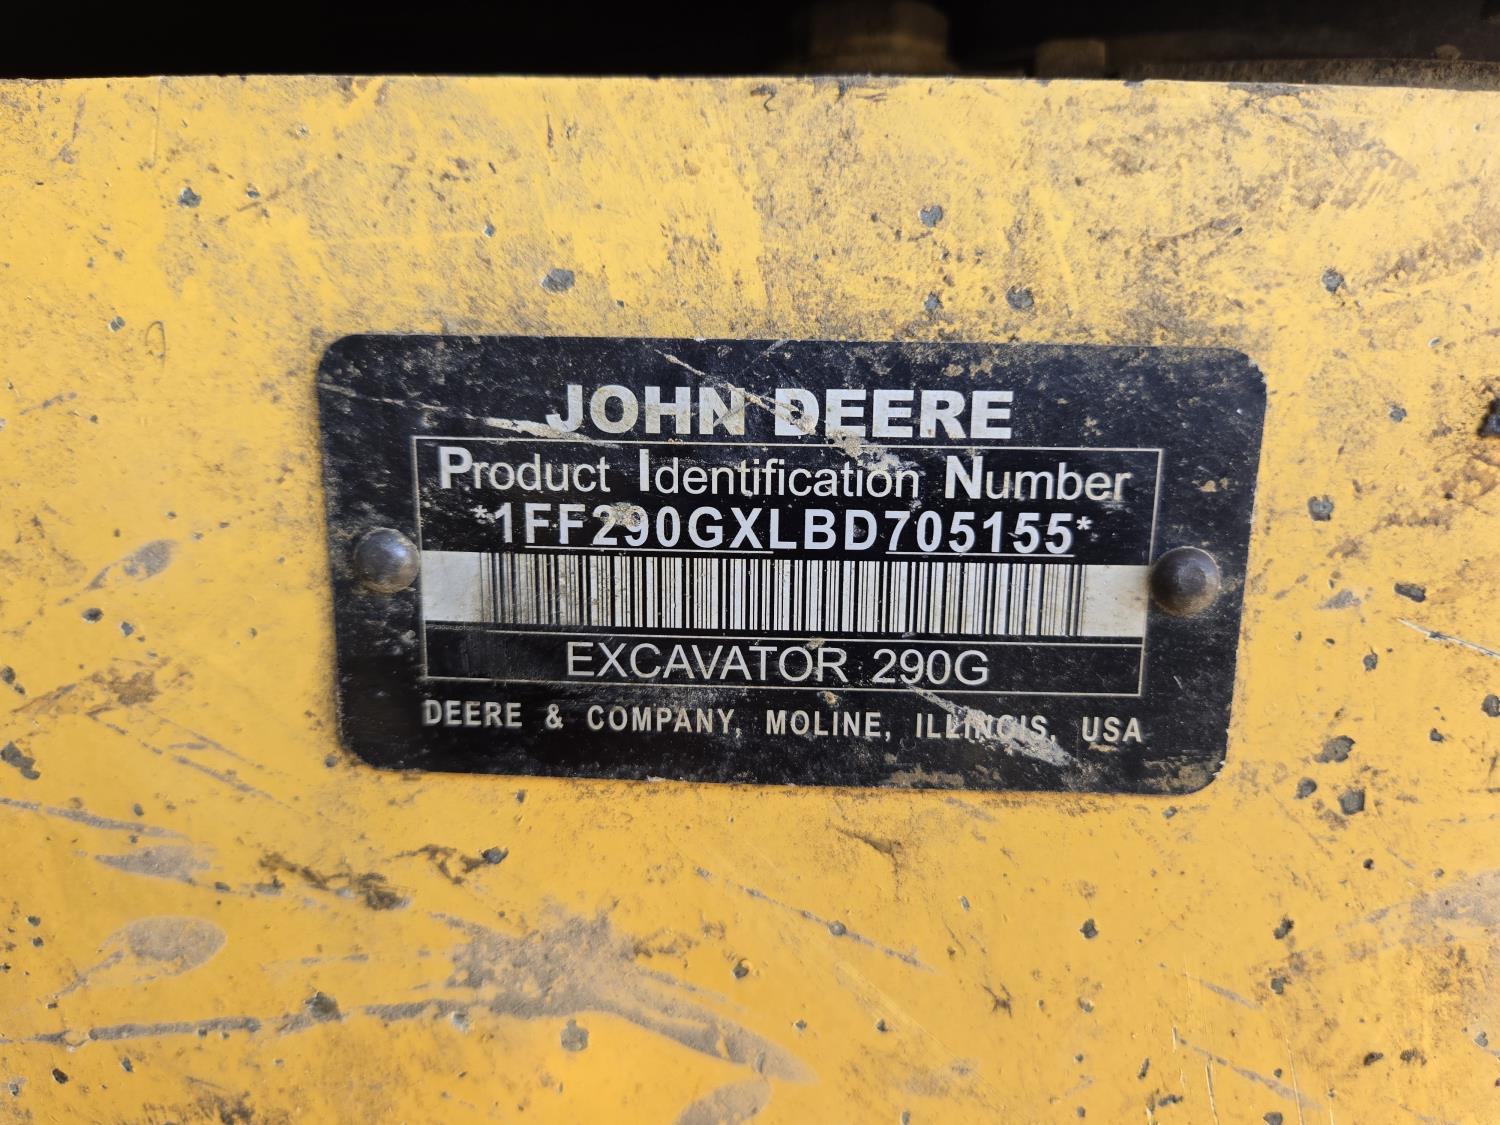 JOHN DEERE
Product Identification Number
*1FF290GXLBD705155*
EXCAVATOR 290G
DEERE & COMPANY, MOLINE, ILLINOIS, USA